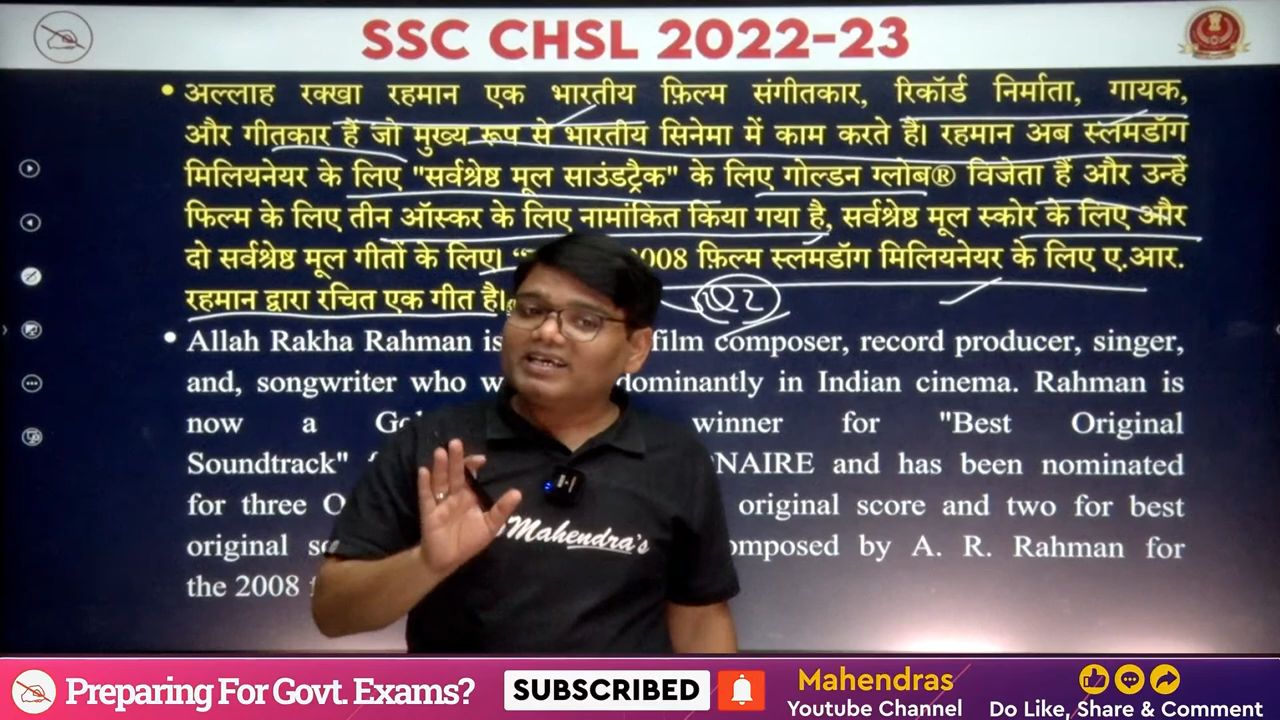 SSC CHSL 2022-23
• अल्लाह रक्खा रहमान एक भारतीय फ़िल्म संगीतकार, रिकॉर्ड निर्माता, गायक,
और गीतकार हैं जो मुख्य रूप से भारतीय सिनेमा में काम करते हैं। रहमान अब स्लमडॉग
मिलियनेयर के लिए "सर्वश्रेष्ठ मूल साउंडट्रैक" के लिए गोल्डन ग्लोब® विजेता हैं और उन्हें
फिल्म के लिए तीन ऑस्कर के लिए नामांकित किया गया है, सर्वश्रेष्ठ मूल स्कोर के लिए और
दो सर्वश्रेष्ठ मूल गीतों के लिए। 008 फ़िल्म स्लमडॉग मिलियनेयर के लिए ए.आर.
रहमान द्वारा रचित एक गीत है।
• Allah Rakha Rahman is film composer, record producer, singer,
and, songwriter who w dominantly in Indian cinema. Rahman is
now a Go winner for "Best Original
Soundtrack" NAIRE and has been nominated
for three O original score and two for best
original so omposed by A. R. Rahman for
the 2008
Mahendra's
Preparing For Govt. Exams?
SUBSCRIBED
Mahendras
Youtube Channel
Do Like, Share & Comment